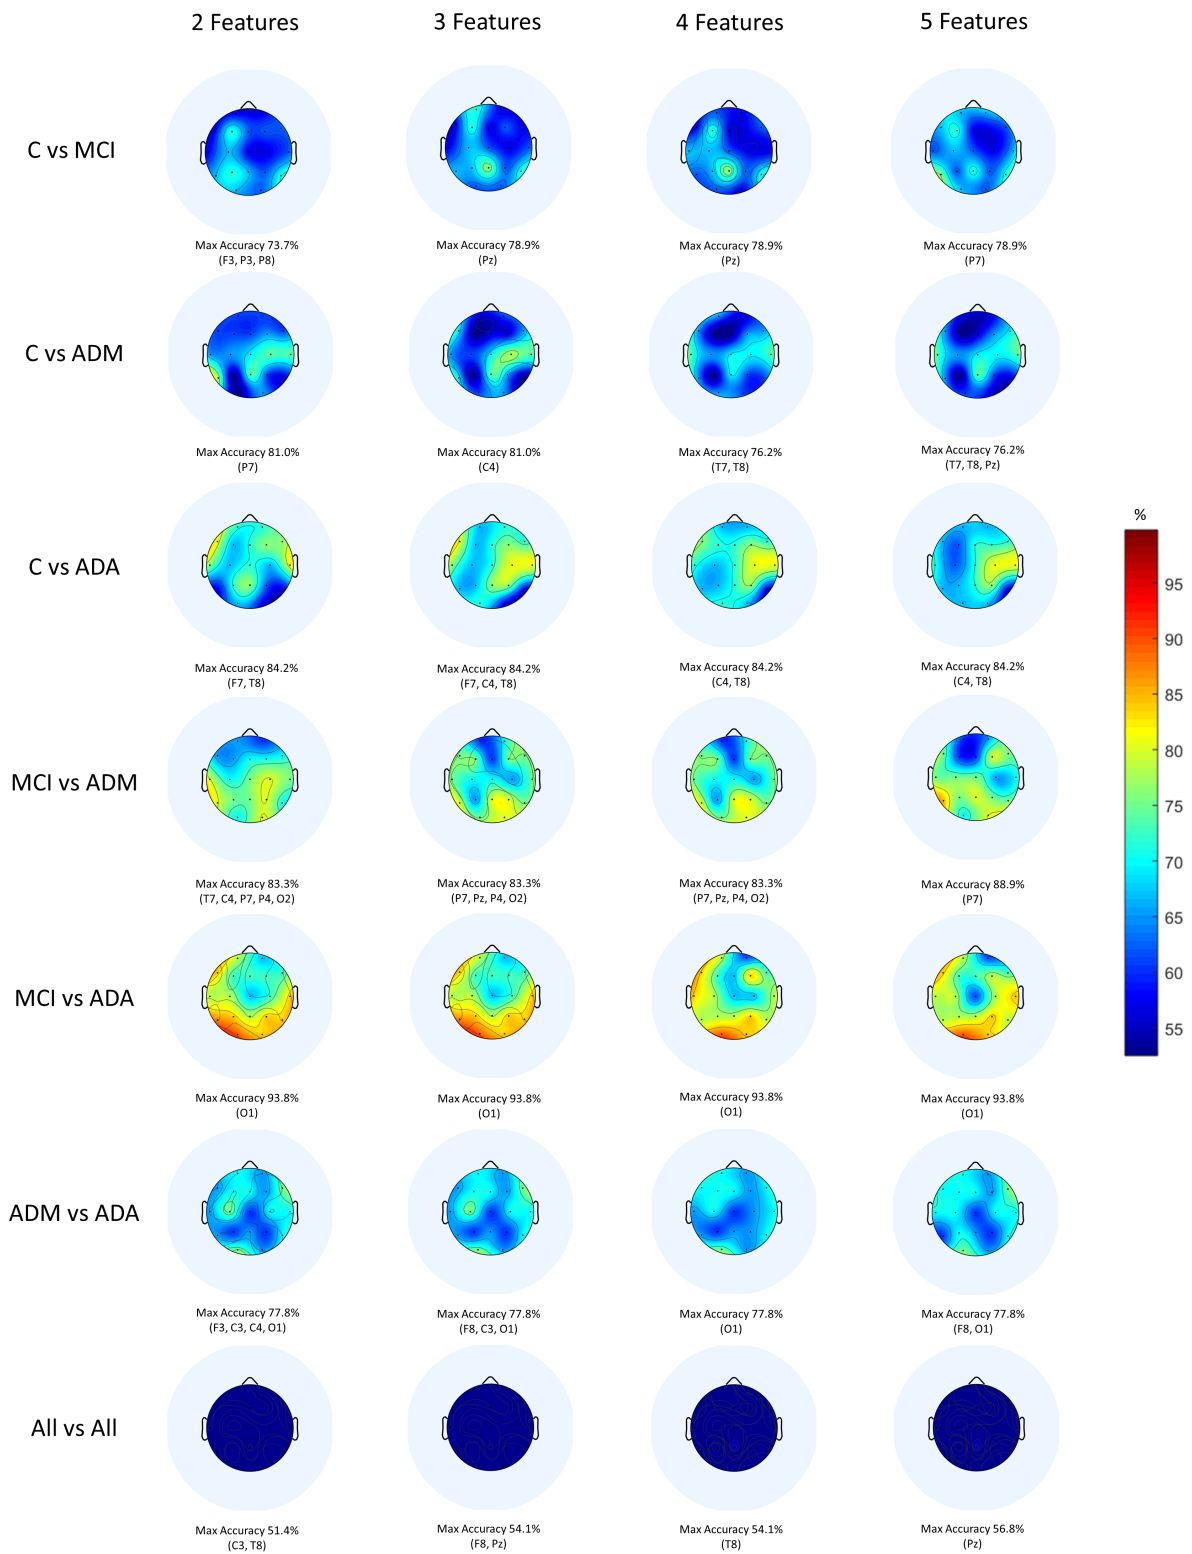 2 Features
3 Features
4 Features
5 Features
C vs MCI
Max Accuracy 73.7%
(F3, P3, P8)
Max Accuracy 78.9%
(Pz)
Max Accuracy 78.9%
(Pz)
Max Accuracy 78.9%
(P7)
C vs ADM
Max Accuracy 81.0%
(P7)
Max Accuracy 81.0%
(C4)
Max Accuracy 76.2%
(T7, T8)
Max Accuracy 76.2%
(T7, T8, Pz)
C vs ADA
Max Accuracy 84.2%
(F7, T8)
Max Accuracy 84.2%
(F7, C4, T8)
Max Accuracy 84.2%
(C4, T8)
Max Accuracy 84.2%
(C4, T8)
MCI vs ADM
Max Accuracy 83.3%
(T7, C4, P7, P4, O2)
Max Accuracy 83.3%
(P7, Pz, P4, O2)
Max Accuracy 83.3%
(P7, Pz, P4, O2)
Max Accuracy 88.9%
(P7)
MCI vs ADA
Max Accuracy 93.8%
(O1)
Max Accuracy 93.8%
(O1)
Max Accuracy 93.8%
(O1)
Max Accuracy 93.8%
(O1)
ADM vs ADA
Max Accuracy 77.8%
(F3, C3, C4, O1)
Max Accuracy 77.8%
(F8, C3, O1)
Max Accuracy 77.8%
(O1)
Max Accuracy 77.8%
(F8, O1)
All vs All
Max Accuracy 51.4%
(C3, T8)
Max Accuracy 54.1%
(F8, Pz)
Max Accuracy 54.1%
(T8)
Max Accuracy 56.8%
(Pz)
%
95
90
85
80
75
70
65
60
55